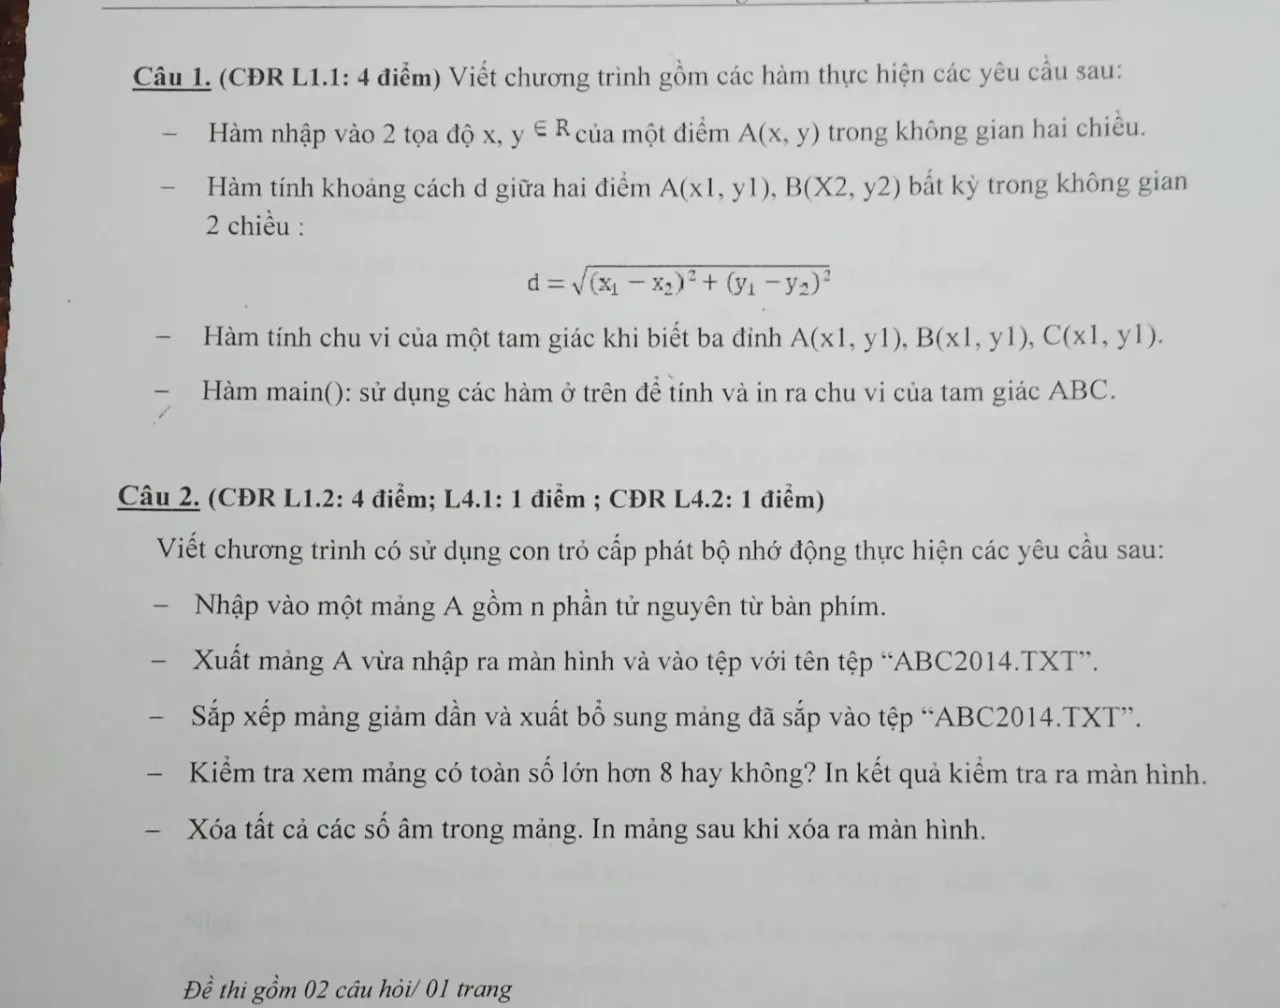 Câu 1. (CĐR L1.1: 4 điểm) Viết chương trình gồm các hàm thực hiện các yêu cầu sau:
– Hàm nhập vào 2 tọa độ x, y ∈ R của một điểm A(x, y) trong không gian hai chiều.
– Hàm tính khoảng cách d giữa hai điểm A(x1, y1), B(X2, y2) bất kỳ trong không gian
2 chiều :
d = √(x₁ − x₂)² + (y₁ − y₂)²
– Hàm tính chu vi của một tam giác khi biết ba đỉnh A(x1, y1), B(x1, y1), C(x1, y1).
– Hàm main(): sử dụng các hàm ở trên để tính và in ra chu vi của tam giác ABC.
Câu 2. (CĐR L1.2: 4 điểm; L4.1: 1 điểm ; CĐR L4.2: 1 điểm)
Viết chương trình có sử dụng con trỏ cấp phát bộ nhớ động thực hiện các yêu cầu sau:
– Nhập vào một mảng A gồm n phần tử nguyên từ bàn phím.
– Xuất mảng A vừa nhập ra màn hình và vào tệp với tên tệp “ABC2014.TXT”.
– Sắp xếp mảng giảm dần và xuất bổ sung mảng đã sắp vào tệp “ABC2014.TXT”.
– Kiểm tra xem mảng có toàn số lớn hơn 8 hay không? In kết quả kiểm tra ra màn hình.
– Xóa tất cả các số âm trong mảng. In mảng sau khi xóa ra màn hình.
Đề thi gồm 02 câu hỏi/ 01 trang